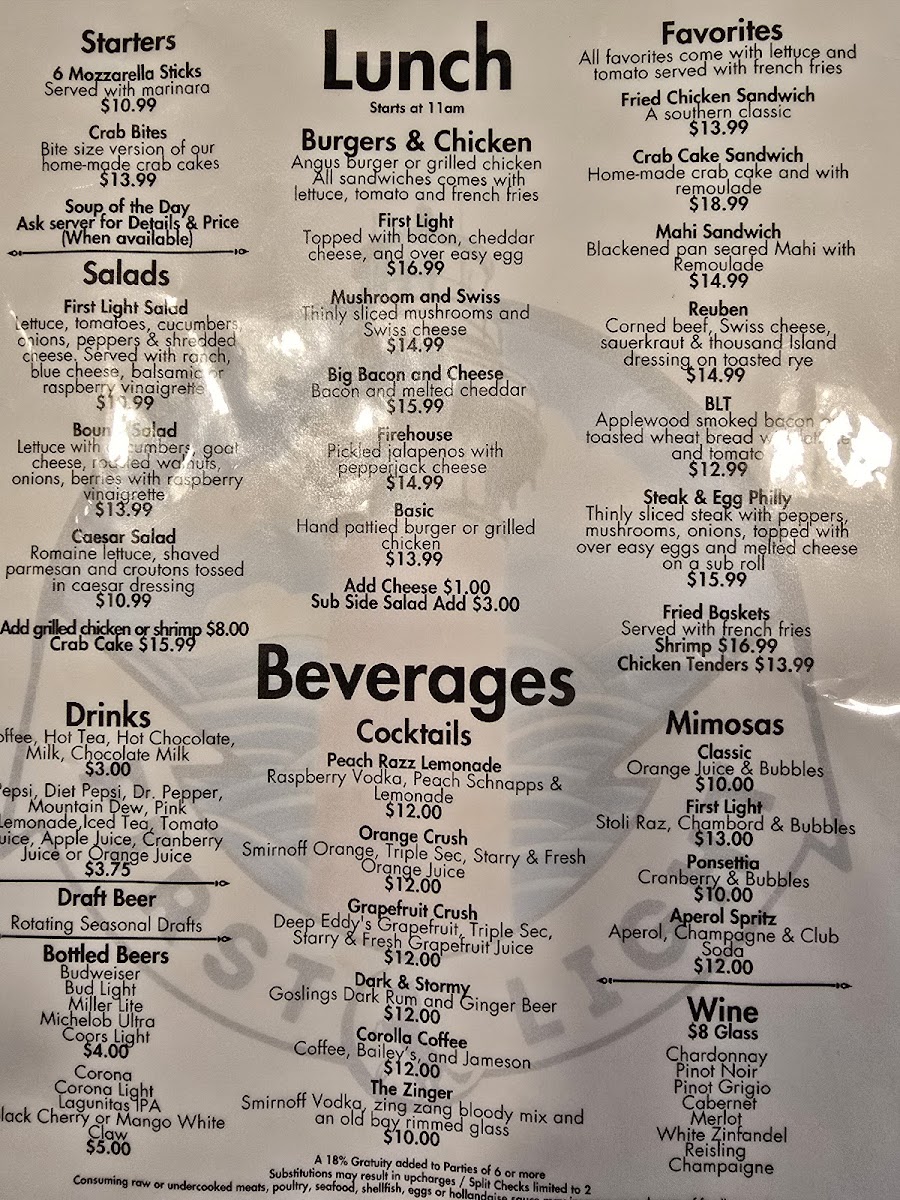 Starters
6 Mozzarella Sticks
Served with marinara
$10.99
Crab Bites
Bite size version of our
home-made crab cakes
$13.99
Soup of the Day
Ask server for Details & Price
(When available)
Salads
First Light Salad
Lettuce, tomatoes, cucumbers,
onions, peppers & shredded
cheese. Served with ranch,
blue cheese, balsamic or
raspberry vinaigrette
Salad
Lettuce with cucumbers, goat
cheese, roasted walnuts,
onions, berries with raspberry
vinaigrette
$13.99
Caesar Salad
Romaine lettuce, shaved
parmesan and croutons tossed
in caesar dressing
$10.99
Add grilled chicken or shrimp $8.00
Crab Cake $15.99
Lunch
Starts at 11am
Burgers & Chicken
Angus burger or grilled chicken
All sandwiches comes with
lettuce, tomato and french fries
First Light
Topped with bacon, cheddar
cheese, and over easy egg
$16.99
Mushroom and Swiss
Thinly sliced mushrooms and
Swiss cheese
$14.99
Big Bacon and Cheese
Bacon and melted cheddar
$15.99
Firehouse
Pickled jalapenos with
pepperjack cheese
$14.99
Basic
Hand pattied burger or grilled
chicken
$13.99
Add Cheese $1.00
Sub Side Salad Add $3.00
Favorites
All favorites come with lettuce and
tomato served with french fries
Fried Chicken Sandwich
A southern classic
$13.99
Crab Cake Sandwich
Home-made crab cake and with
remoulade
$18.99
Mahi Sandwich
Blackened pan seared Mahi with
Remoulade
$14.99
Reuben
Corned beef, Swiss cheese,
sauerkraut & thousand Island
dressing on toasted rye
$14.99
BLT
Applewood smoked bacon
toasted wheat bread
and tomato
$12.99
Steak & Egg Philly
Thinly sliced steak with peppers,
mushrooms, onions, topped with
over easy eggs and melted cheese
on a sub roll
$15.99
Fried Baskets
Served with french fries
Shrimp $16.99
Chicken Tenders $13.99
Beverages
Drinks
offee, Hot Tea, Hot Chocolate,
Milk, Chocolate Milk
$3.00
epsi, Diet Pepsi, Dr. Pepper,
Mountain Dew, Pink
Lemonade,Iced Tea, Tomato
uice, Apple Juice, Cranberry
Juice or Orange Juice
$3.75
Draft Beer
Rotating Seasonal Drafts
Bottled Beers
Budweiser
Bud Light
Miller Lite
Michelob Ultra
Coors Light
$4.00
Corona
Corona Light
Lagunitas IPA
lack Cherry or Mango White
Claw
$5.00
Cocktails
Peach Razz Lemonade
Raspberry Vodka, Peach Schnapps &
Lemonade
$12.00
Orange Crush
Smirnoff Orange, Triple Sec, Starry & Fresh
Orange Juice
$12.00
Grapefruit Crush
Deep Eddy's Grapefruit, Triple Sec,
Starry & Fresh Grapefruit Juice
$12.00
Dark & Stormy
Goslings Dark Rum and Ginger Beer
$12.00
Corolla Coffee
Coffee, Bailey's, and Jameson
$12.00
The Zinger
Smirnoff Vodka, zing zang bloody mix and
an old bay rimmed glass
$10.00
Mimosas
Classic
Orange Juice & Bubbles
$10.00
First Light
Stoli Raz, Chambord & Bubbles
$13.00
Ponsettia
Cranberry & Bubbles
$10.00
Aperol Spritz
Aperol, Champagne & Club
Soda
$12.00
Wine
$8 Glass
Chardonnay
Pinot Noir
Pinot Grigio
Cabernet
Merlot
White Zinfandel
Reisling
Champagne
A 18% Gratuity added to Parties of 6 or more
Substitutions may result in upcharges / Split Checks limited to 2
Consuming raw or undercooked meats, poultry, seafood, shellfish, eggs or hollandaise sauce